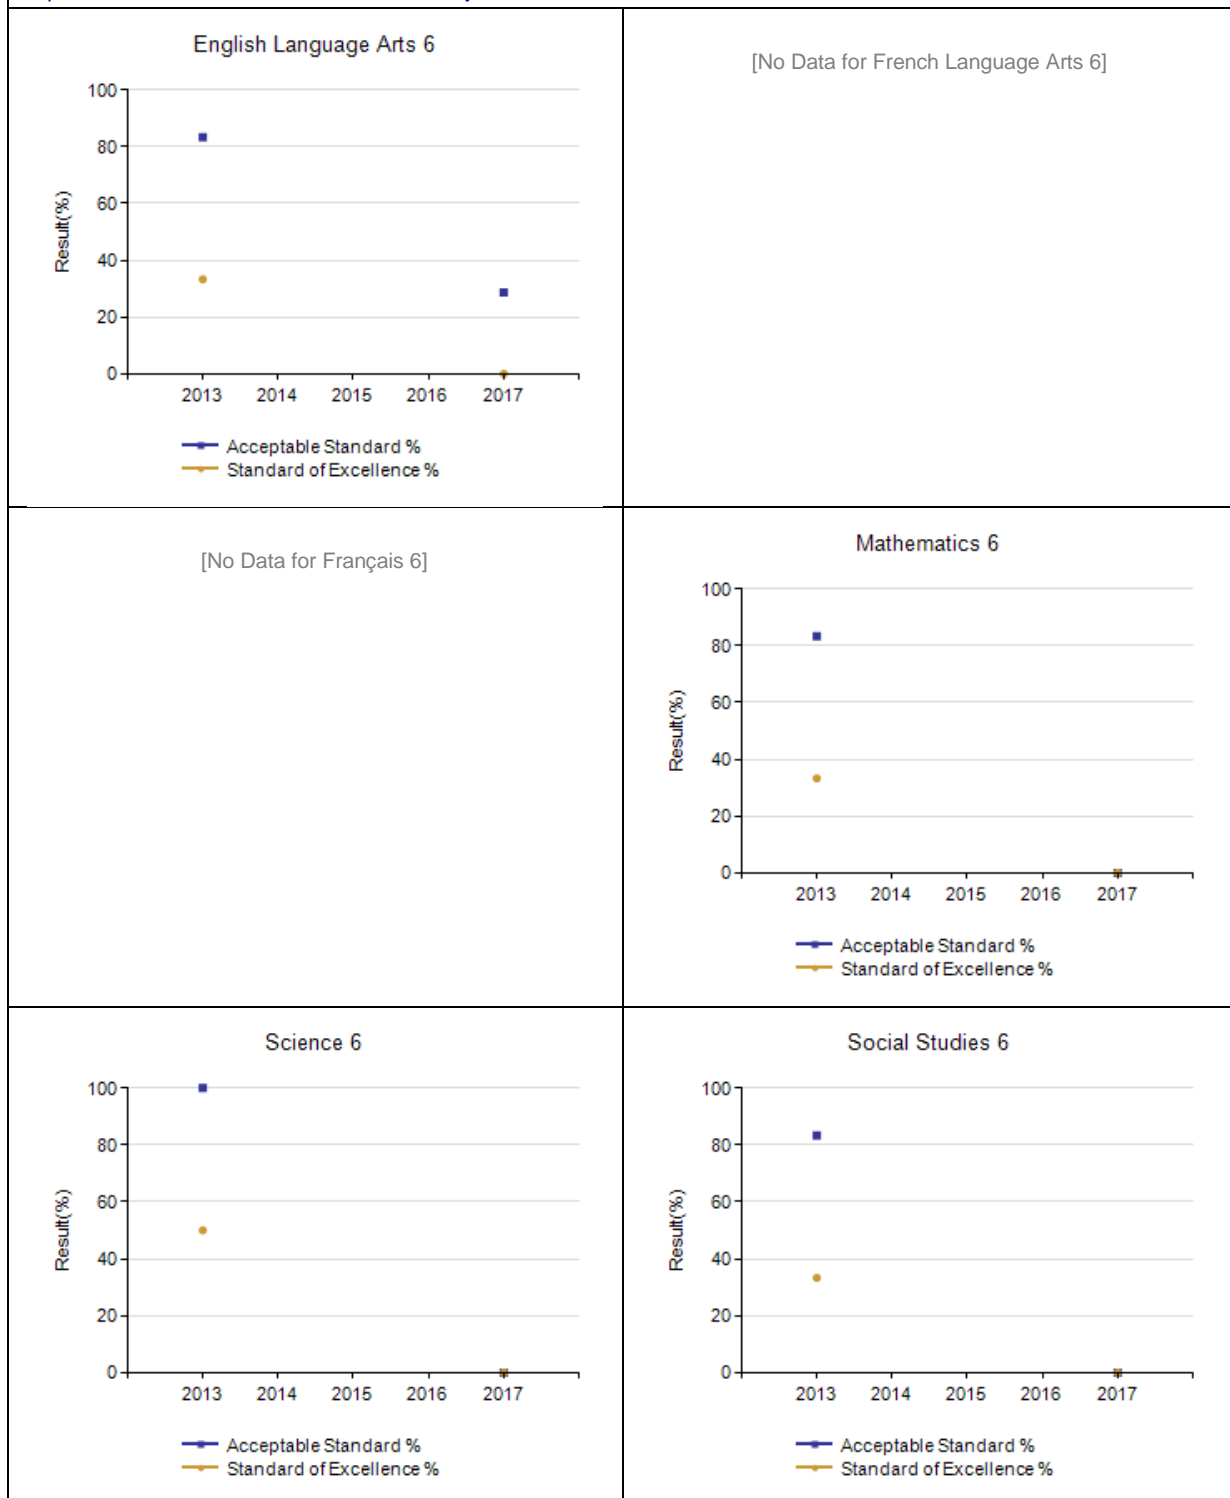 English Language Arts 6
100
80
60
40
20
0
Result(%)
2013 2014 2015 2016 2017
Acceptable Standard %
Standard of Excellence %
[No Data for French Language Arts 6]
[No Data for Français 6]
Mathematics 6
100
80
60
40
20
0
Result(%)
2013 2014 2015 2016 2017
Acceptable Standard %
Standard of Excellence %
Science 6
100
80
60
40
20
0
Result(%)
2013 2014 2015 2016 2017
Acceptable Standard %
Standard of Excellence %
Social Studies 6
100
80
60
40
20
0
Result(%)
2013 2014 2015 2016 2017
Acceptable Standard %
Standard of Excellence %